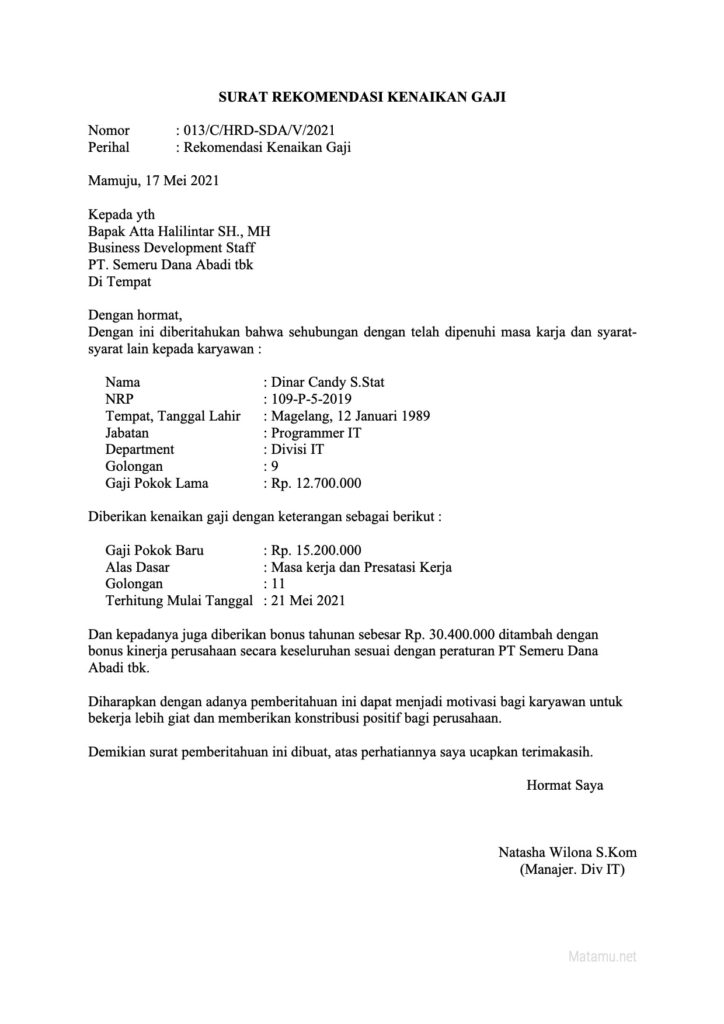 SURAT REKOMENDASI KENAIKAN GAJI
Nomor : 013/C/HRD-SDA/V/2021
Perihal : Rekomendasi Kenaikan Gaji
Mamuju, 17 Mei 2021
Kepada yth
Bapak Atta Halilintar SH., MH
Business Development Staff
PT. Semeru Dana Abadi tbk
Di Tempat
Dengan hormat,
Dengan ini diberitahukan bahwa sehubungan dengan telah dipenuhi masa karja dan syarat-
syarat lain kepada karyawan :
Nama : Dinar Candy S.Stat
NRP : 109-P-5-2019
Tempat, Tanggal Lahir : Magelang, 12 Januari 1989
Jabatan : Programmer IT
Department : Divisi IT
Golongan : 9
Gaji Pokok Lama : Rp. 12.700.000
Diberikan kenaikan gaji dengan keterangan sebagai berikut :
Gaji Pokok Baru : Rp. 15.200.000
Alas Dasar : Masa kerja dan Presatasi Kerja
Golongan : 11
Terhitung Mulai Tanggal : 21 Mei 2021
Dan kepadanya juga diberikan bonus tahunan sebesar Rp. 30.400.000 ditambah dengan
bonus kinerja perusahaan secara keseluruhan sesuai dengan peraturan PT Semeru Dana
Abadi tbk.
Diharapkan dengan adanya pemberitahuan ini dapat menjadi motivasi bagi karyawan untuk
bekerja lebih giat dan memberikan konstribusi positif bagi perusahaan.
Demikian surat pemberitahuan ini dibuat, atas perhatiannya saya ucapkan terimakasih.
Hormat Saya
Natasha Wilona S.Kom
(Manajer. Div IT)
Matamu.net